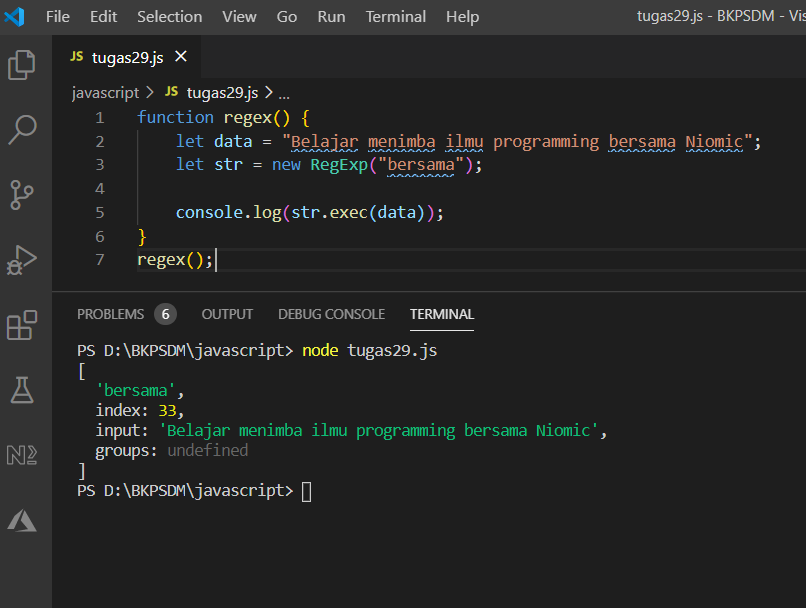 File Edit Selection View Go Run Terminal Help tugas29.js - BKPSDM - Vis
JS tugas29.js ×
javascript > JS tugas29.js > ...
1 function regex() {
2 let data = "Belajar menimba ilmu programming bersama Niomic";
3 let str = new RegExp("bersama");
4
5 console.log(str.exec(data));
6 }
7 regex();
PROBLEMS 6 OUTPUT DEBUG CONSOLE TERMINAL
PS D:\BKPSDM\javascript> node tugas29.js
[
'bersama',
index: 33,
input: 'Belajar menimba ilmu programming bersama Niomic',
groups: undefined
]
PS D:\BKPSDM\javascript>